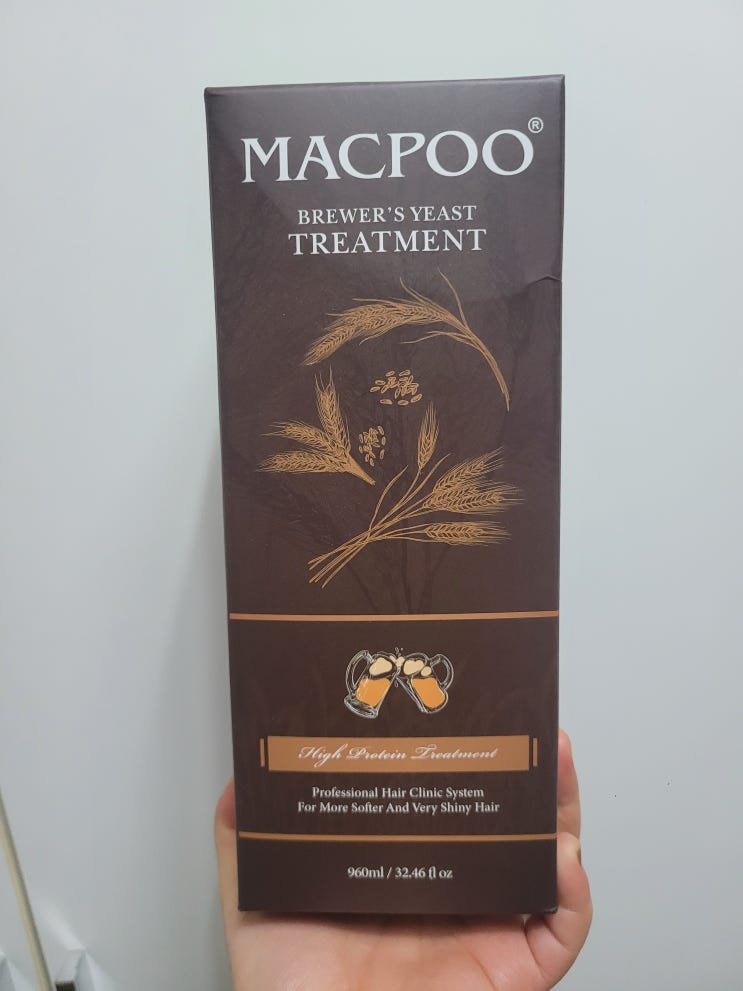 MACPOO®
BREWER'S YEAST
TREATMENT
High Protein Treatment
Professional Hair Clinic System
For More Softer And Very Shiny Hair
960ml / 32.46 fl oz